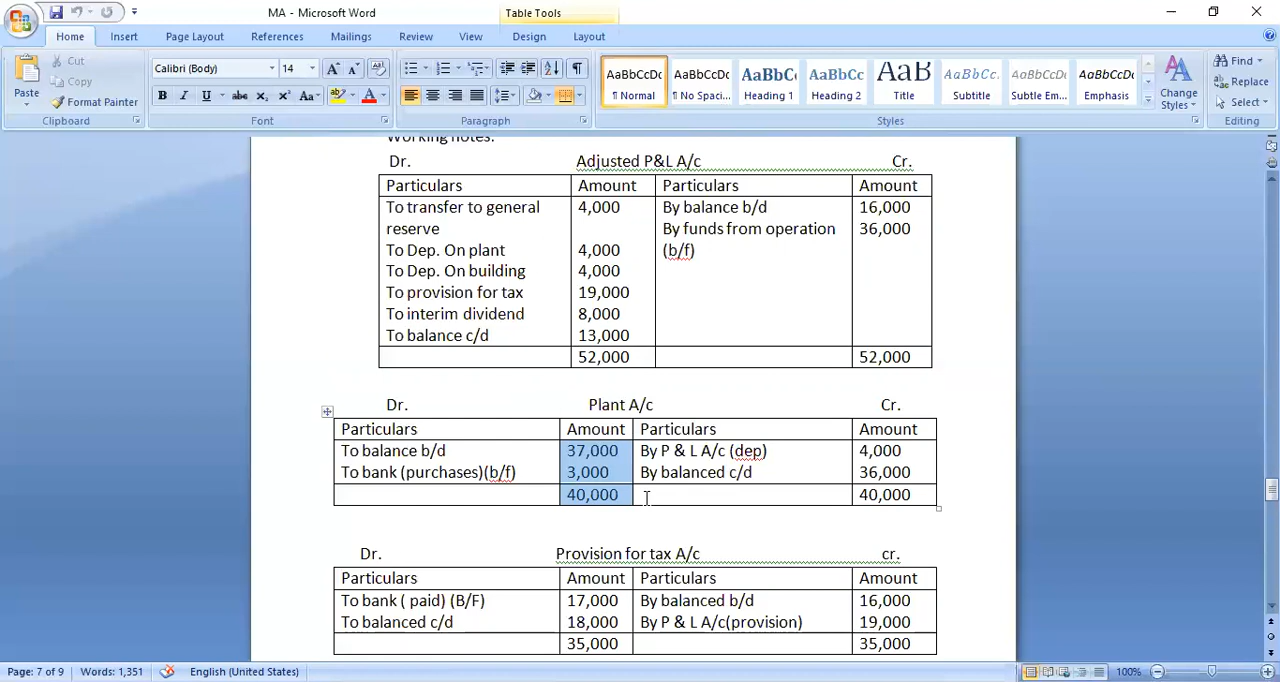 MA - Microsoft Word Table Tools
Home Insert Page Layout References Mailings Review View Design Layout
Paste
Cut
Copy
Format Painter
Clipboard
Calibri (Body) 14
B I U abc X₂ X² Aa
Font
Paragraph
AaBbCcDc AaBbCcDc AaBbCc AaBbCc AaB AaBbCc. AaBbCcDc AaBbCcDc
¶ Normal ¶ No Spaci... Heading 1 Heading 2 Title Subtitle Subtle Em... Emphasis
Change Styles
Styles
Find
Replace
Select
Editing
Working notes:
Dr. Adjusted P&L A/c Cr.
Particulars Amount Particulars Amount
To transfer to general 4,000 By balance b/d 16,000
reserve By funds from operation 36,000
To Dep. On plant 4,000 (b/f)
To Dep. On building 4,000
To provision for tax 19,000
To interim dividend 8,000
To balance c/d 13,000
52,000 52,000
Dr. Plant A/c Cr.
Particulars Amount Particulars Amount
To balance b/d 37,000 By P & L A/c (dep) 4,000
To bank (purchases)(b/f) 3,000 By balanced c/d 36,000
40,000 40,000
Dr. Provision for tax A/c cr.
Particulars Amount Particulars Amount
To bank ( paid) (B/F) 17,000 By balanced b/d 16,000
To balanced c/d 18,000 By P & L A/c(provision) 19,000
35,000 35,000
Page: 7 of 9 Words: 1,351 English (United States) 100%